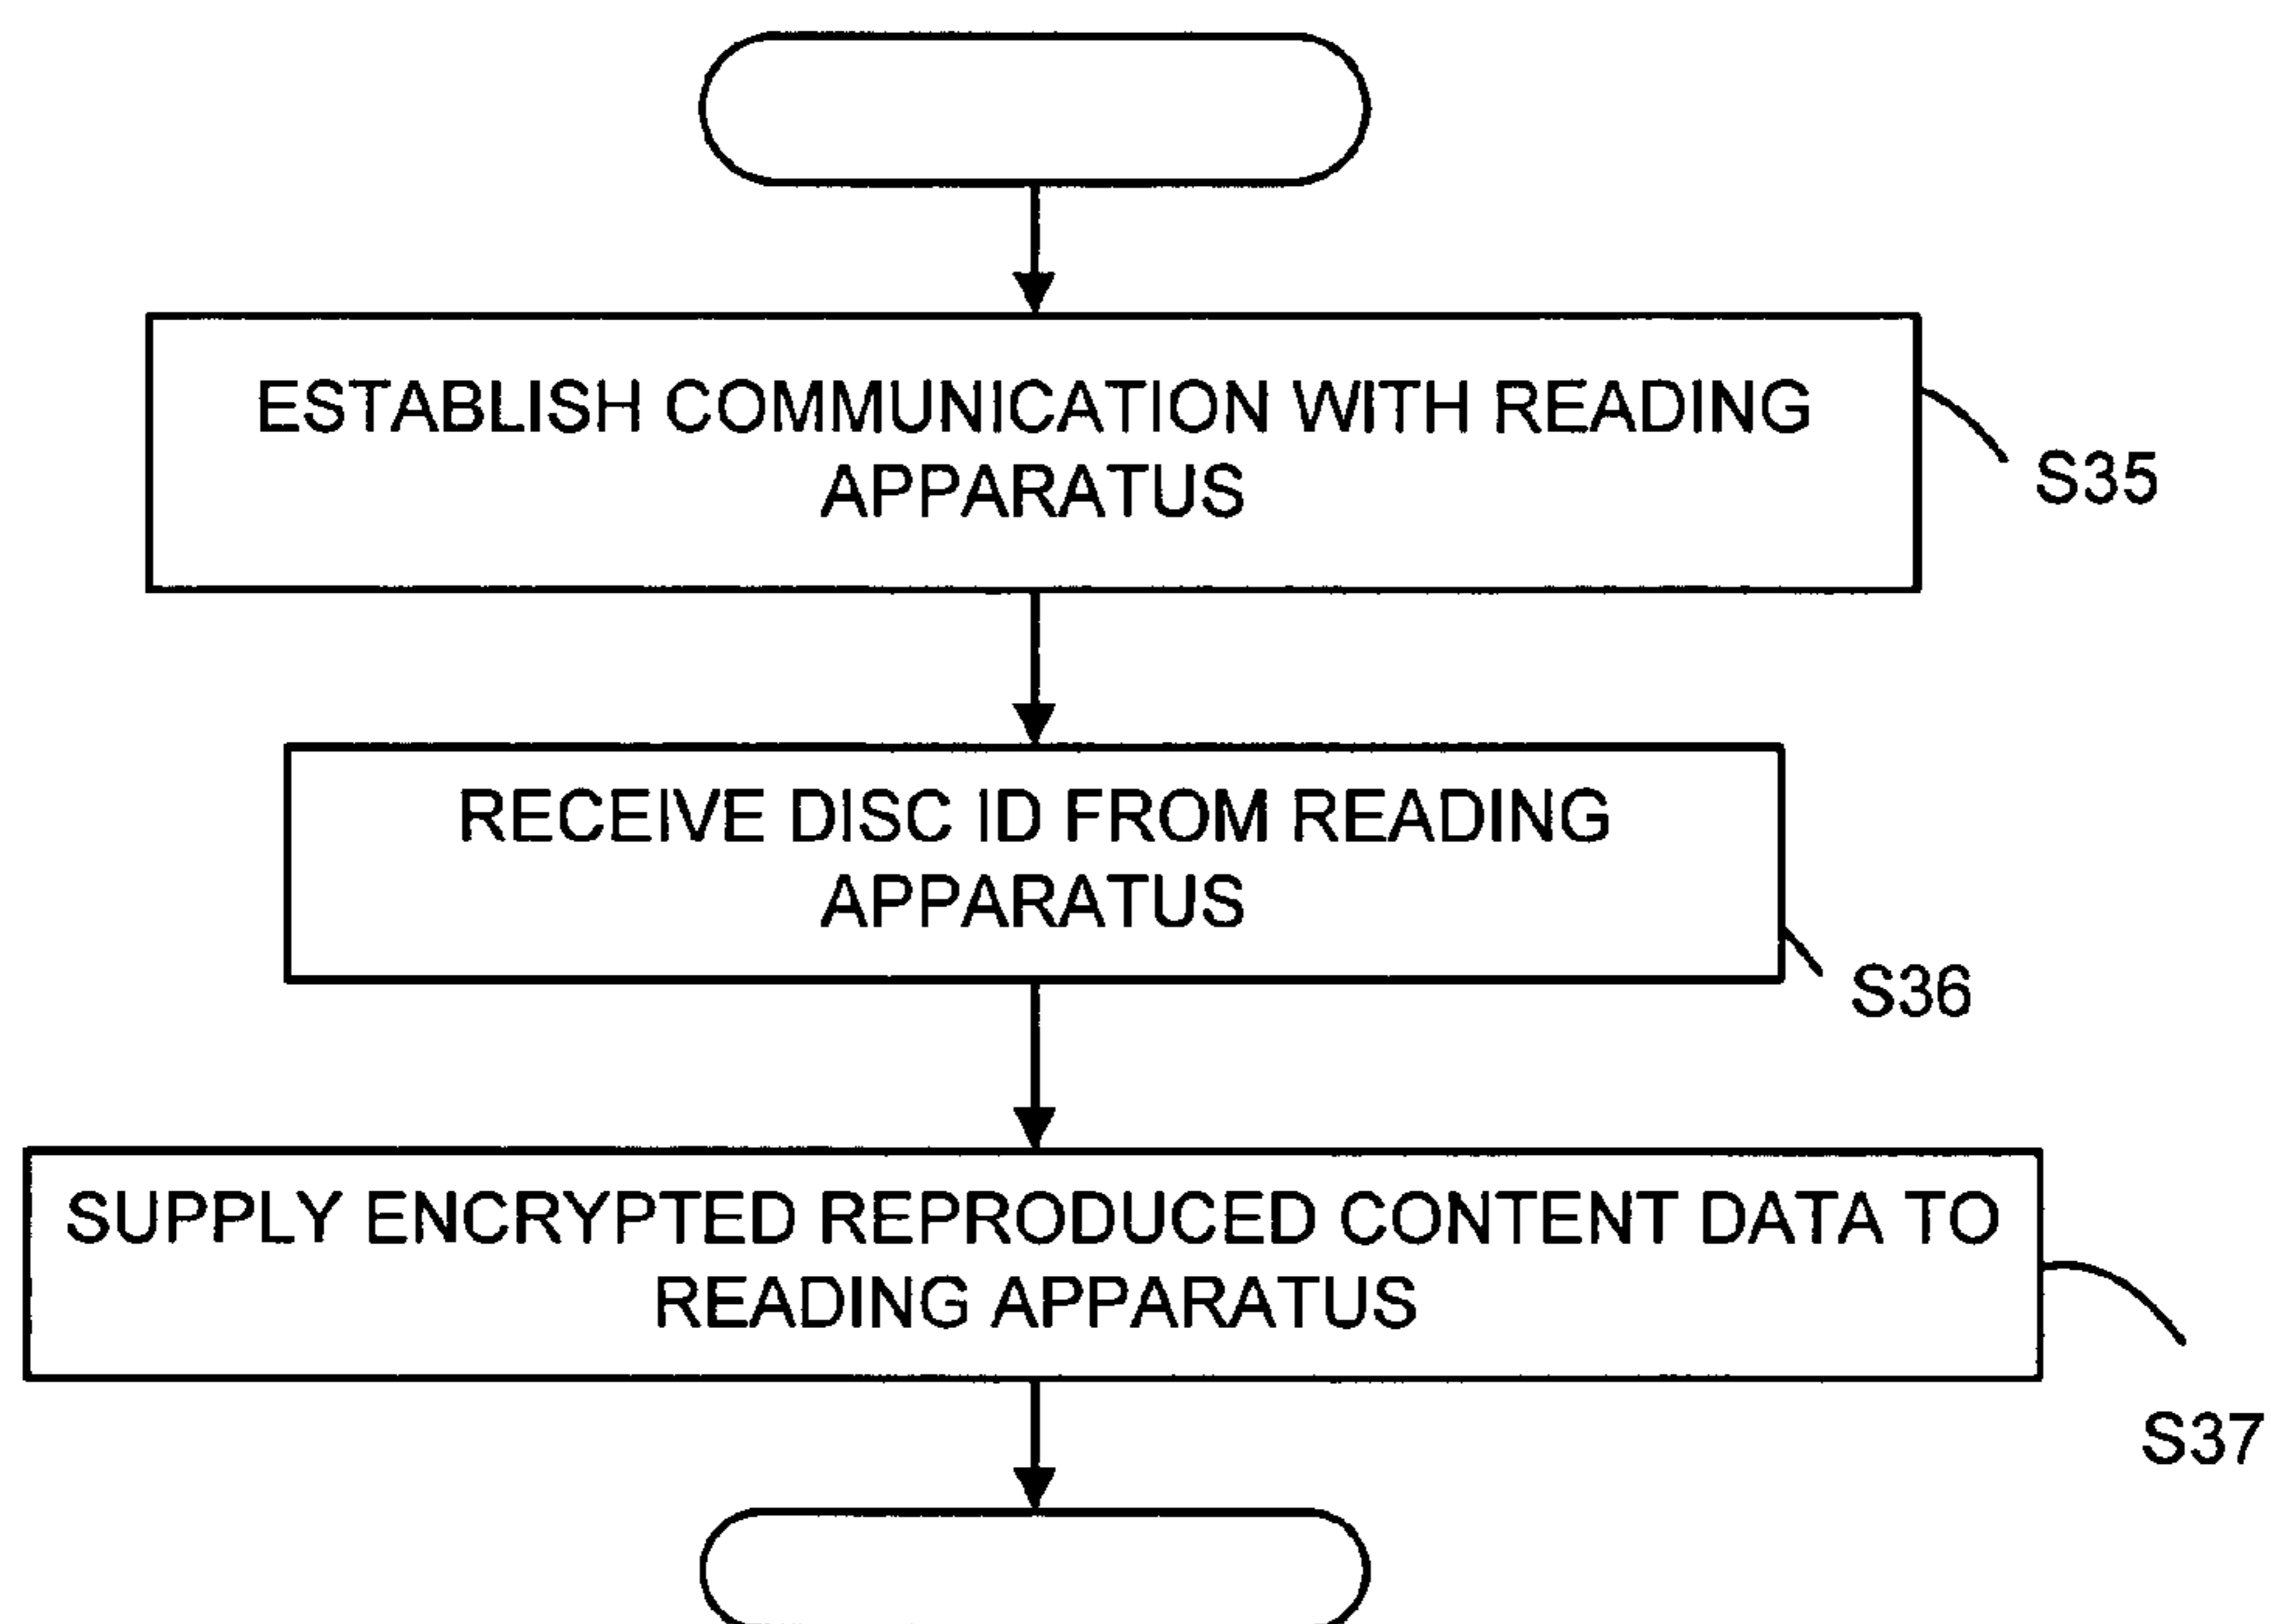 ESTABLISH COMMUNICATION WITH READING
APPARATUS
S35
RECEIVE DISC ID FROM READING
APPARATUS
S36
SUPPLY ENCRYPTED REPRODUCED CONTENT DATA TO
READING APPARATUS
S37